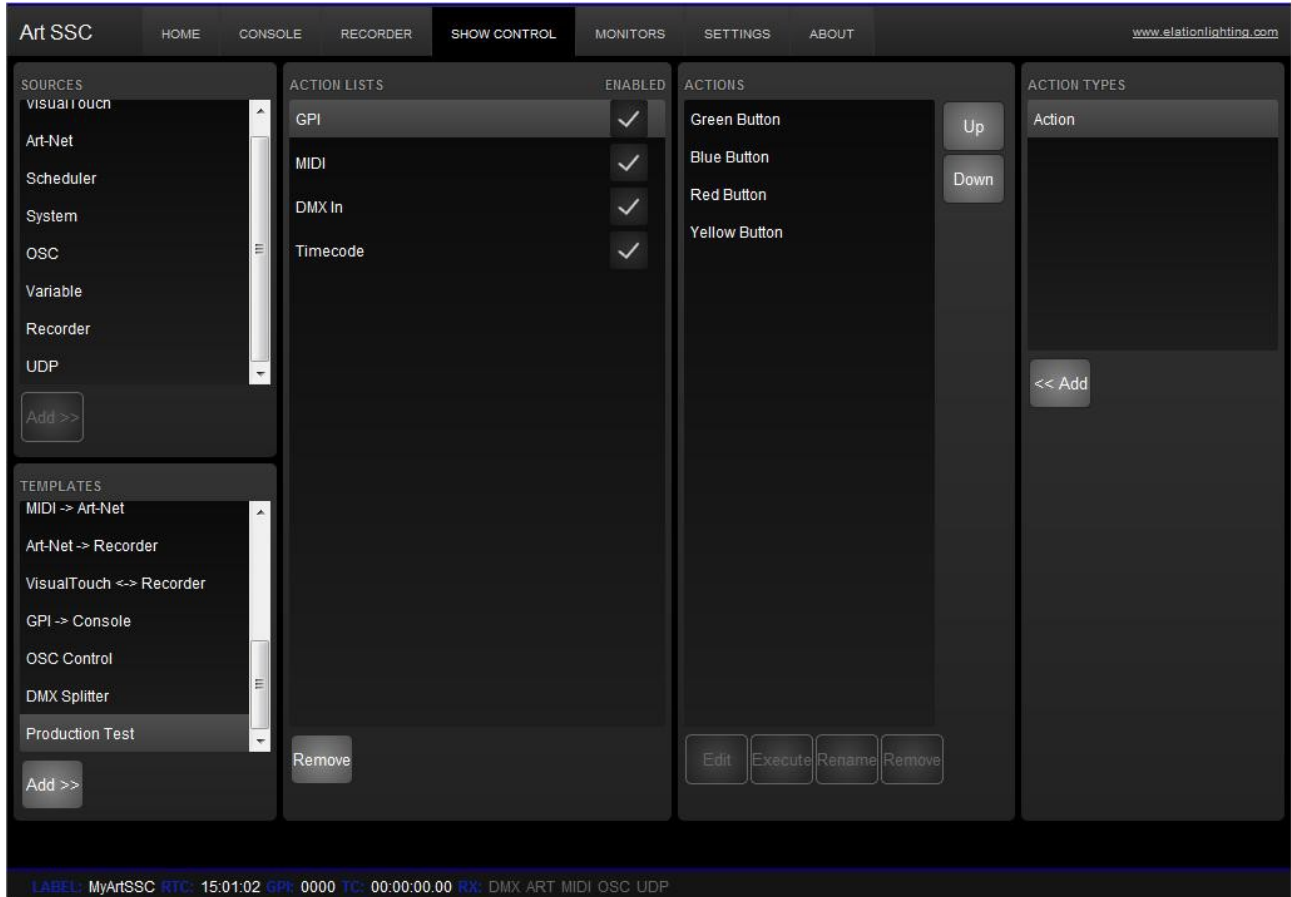 Art SSC HOME CONSOLE RECORDER SHOW CONTROL MONITORS SETTINGS ABOUT www.elationlighting.com
SOURCES
VisualTouch
Art-Net
Scheduler
System
OSC
Variable
Recorder
UDP
Add >>
TEMPLATES
MIDI -> Art-Net
Art-Net -> Recorder
VisualTouch <-> Recorder
GPI -> Console
OSC Control
DMX Splitter
Production Test
Add >>
ACTION LISTS ENABLED
GPI
MIDI
DMX In
Timecode
Remove
ACTIONS
Green Button
Blue Button
Red Button
Yellow Button
Up
Down
Edit Execute Rename Remove
ACTION TYPES
Action
<< Add
LABEL: MyArtSSC RTC: 15:01:02 GPI: 0000 TC: 00:00:00.00 RX: DMX ART MIDI OSC UDP